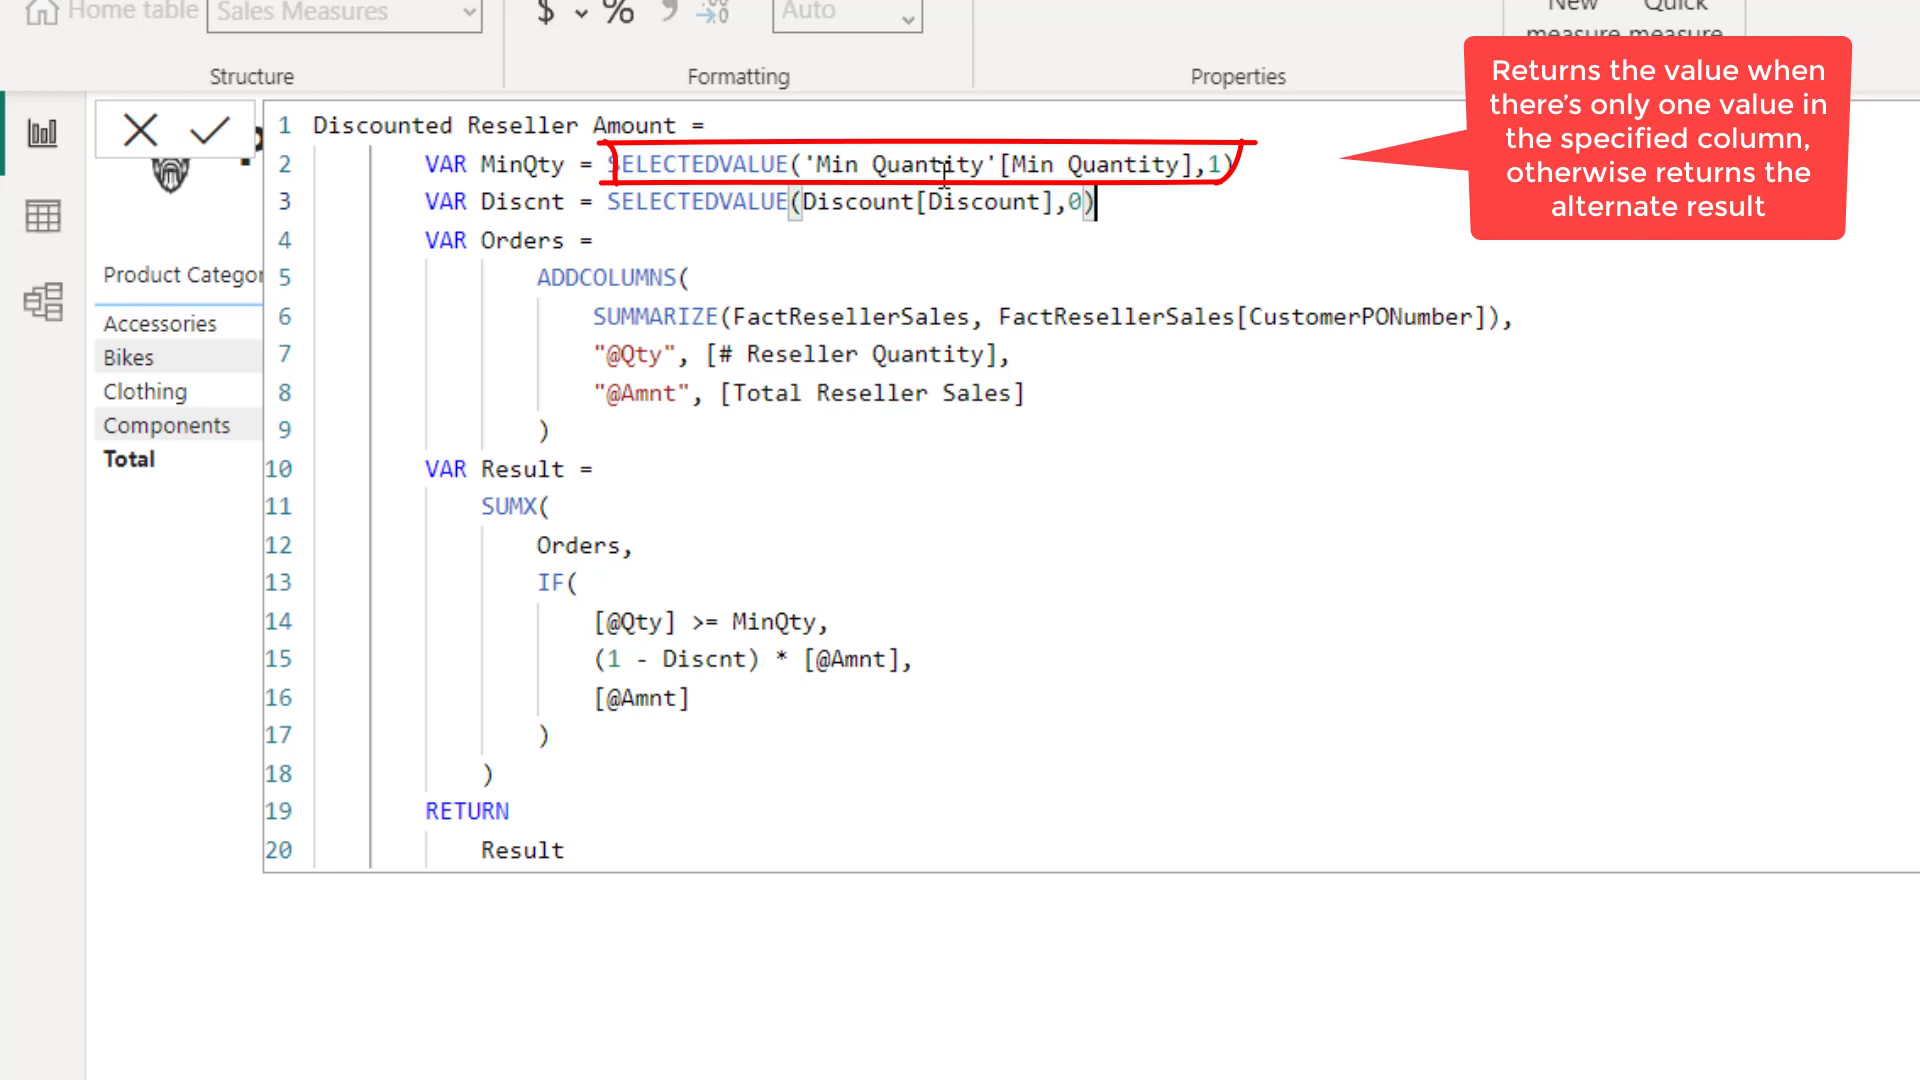 Home table
Sales Measures
$
%
Auto
New
Quick
measure measure
Structure
Formatting
Properties
Returns the value when
there's only one value in
the specified column,
otherwise returns the
alternate result
Product Categor
Accessories
Bikes
Clothing
Components
Total
1 Discounted Reseller Amount =
2 VAR MinQty = SELECTEDVALUE('Min Quantity'[Min Quantity],1)
3 VAR Discnt = SELECTEDVALUE(Discount[Discount],0)
4 VAR Orders =
5 ADDCOLUMNS(
6 SUMMARIZE(FactResellerSales, FactResellerSales[CustomerPONumber]),
7 "@Qty", [# Reseller Quantity],
8 "@Amnt", [Total Reseller Sales]
9 )
10 VAR Result =
11 SUMX(
12 Orders,
13 IF(
14 [@Qty] >= MinQty,
15 (1 - Discnt) * [@Amnt],
16 [@Amnt]
17 )
18 )
19 RETURN
20 Result